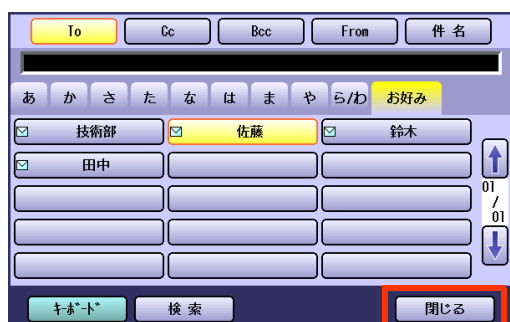 To Cc Bcc From 件名
あ か さ た な は ま や ら/わ お好み
技術部 佐藤 鈴木
田中
01
/
01
ｷｰﾎﾞｰﾄﾞ 検索 閉じる